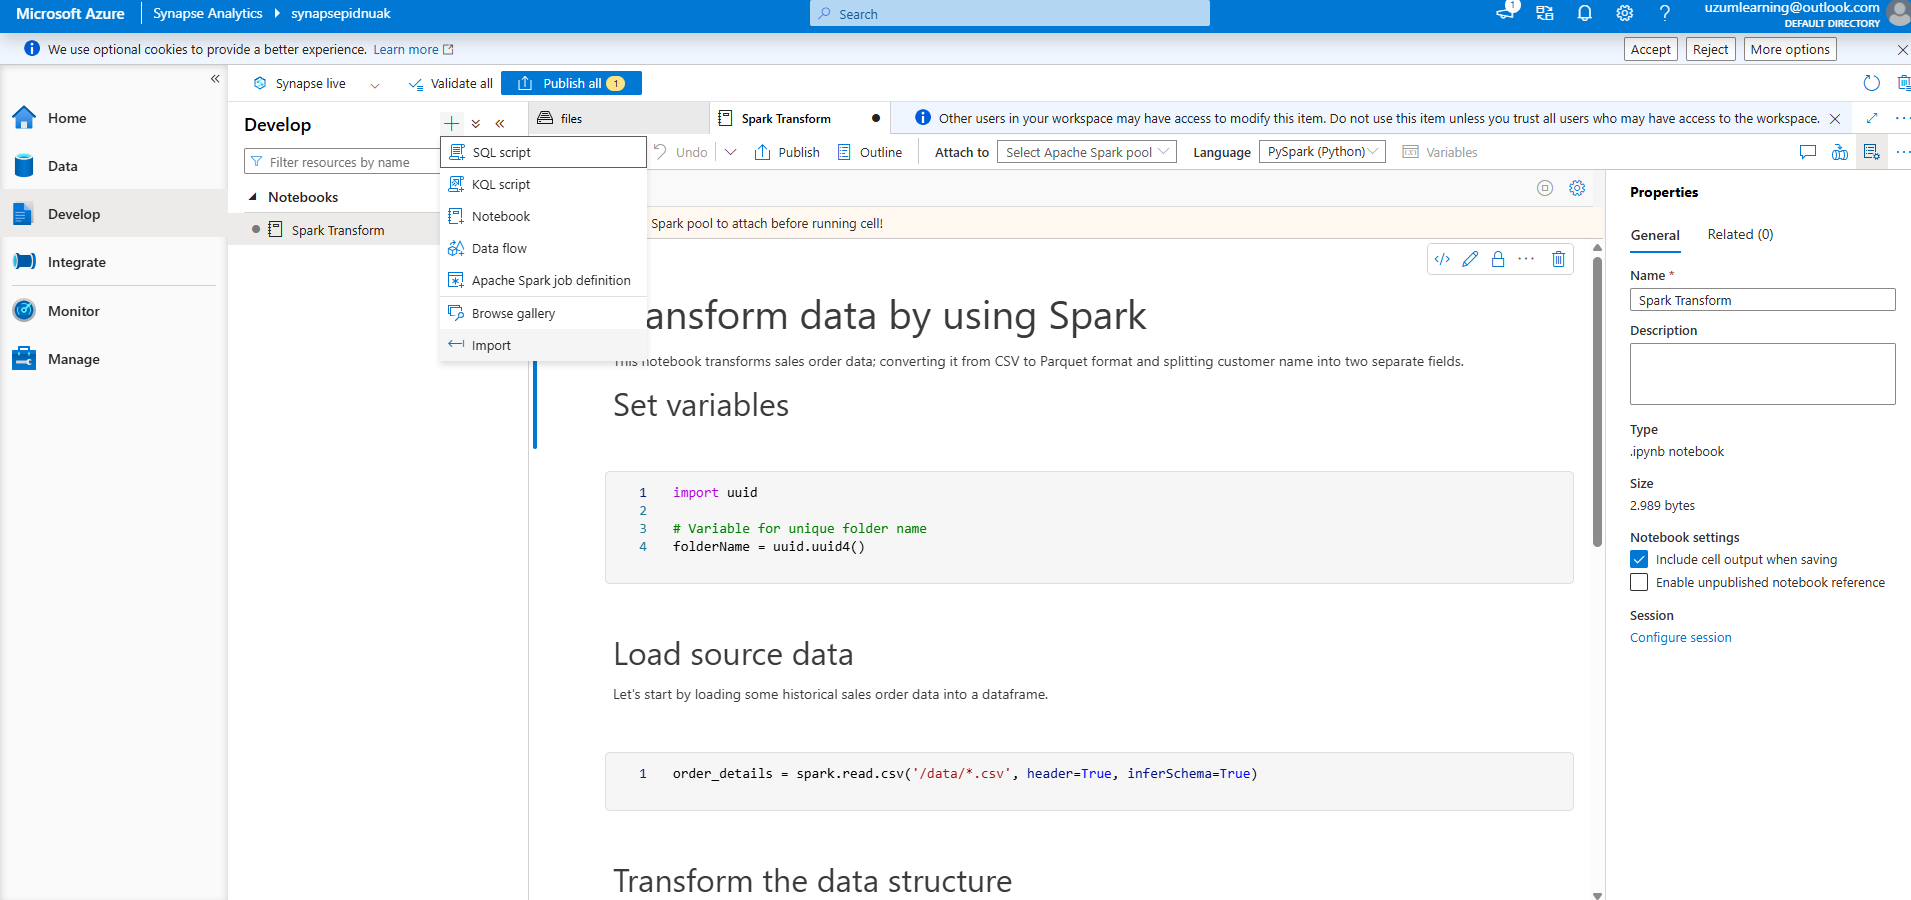 Microsoft Azure
Synapse Analytics
synapsepidnuak
Search
1
uzumlearning@outlook.com
DEFAULT DIRECTORY
We use optional cookies to provide a better experience. Learn more
Accept
Reject
More options
Synapse live
Validate all
Publish all 1
Home
Data
Develop
Integrate
Monitor
Manage
Develop
Filter resources by name
Notebooks
Spark Transform
SQL script
KQL script
Notebook
Data flow
Apache Spark job definition
Browse gallery
Import
files
Spark Transform
Other users in your workspace may have access to modify this item. Do not use this item unless you trust all users who may have access to the workspace.
Undo
Publish
Outline
Attach to
Select Apache Spark pool
Language
PySpark (Python)
Variables
Spark pool to attach before running cell!
ansform data by using Spark
This notebook transforms sales order data; converting it from CSV to Parquet format and splitting customer name into two separate fields.
Set variables
1 import uuid
2
3 # Variable for unique folder name
4 folderName = uuid.uuid4()
Load source data
Let's start by loading some historical sales order data into a dataframe.
1 order_details = spark.read.csv('/data/*.csv', header=True, inferSchema=True)
Transform the data structure
Properties
General
Related (0)
Name *
Spark Transform
Description
Type
.ipynb notebook
Size
2.989 bytes
Notebook settings
Include cell output when saving
Enable unpublished notebook reference
Session
Configure session